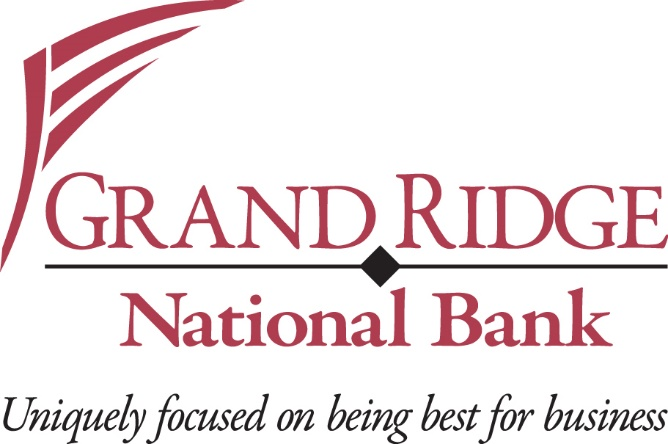 GRAND RIDGE
National Bank
Uniquely focused on being best for business